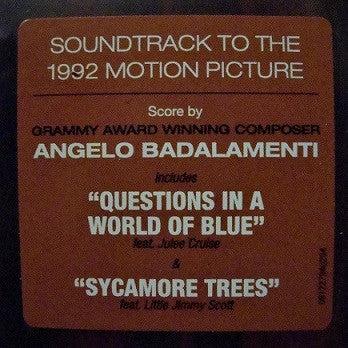 SOUNDTRACK TO THE
1992 MOTION PICTURE
Score by
GRAMMY AWARD WINNING COMPOSER
ANGELO BADALAMENTI
Includes
“QUESTIONS IN A
WORLD OF BLUE”
feat. Julee Cruise
&
“SYCAMORE TREES”
feat. Little Jimmy Scott